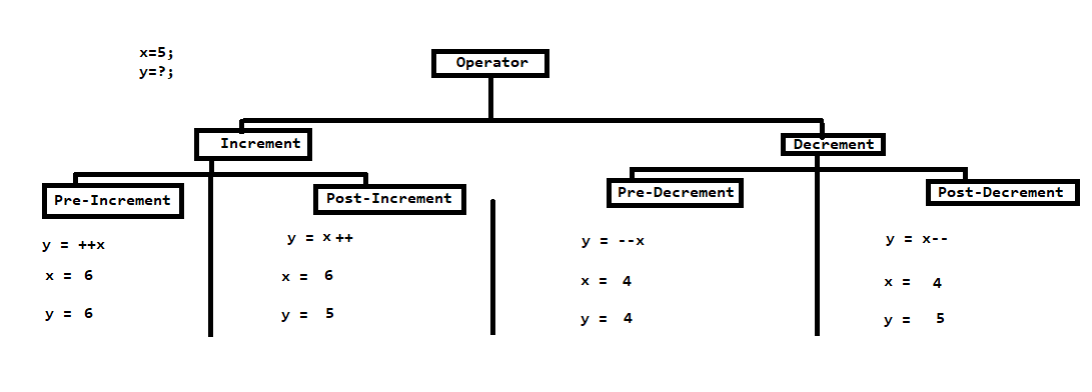 x=5;
y=?;
Operator
Increment
Decrement
Pre-Increment
Post-Increment
Pre-Decrement
Post-Decrement
y = ++x
x = 6
y = 6
y = x ++
x = 6
y = 5
y = --x
x = 4
y = 4
y = x--
x = 4
y = 5